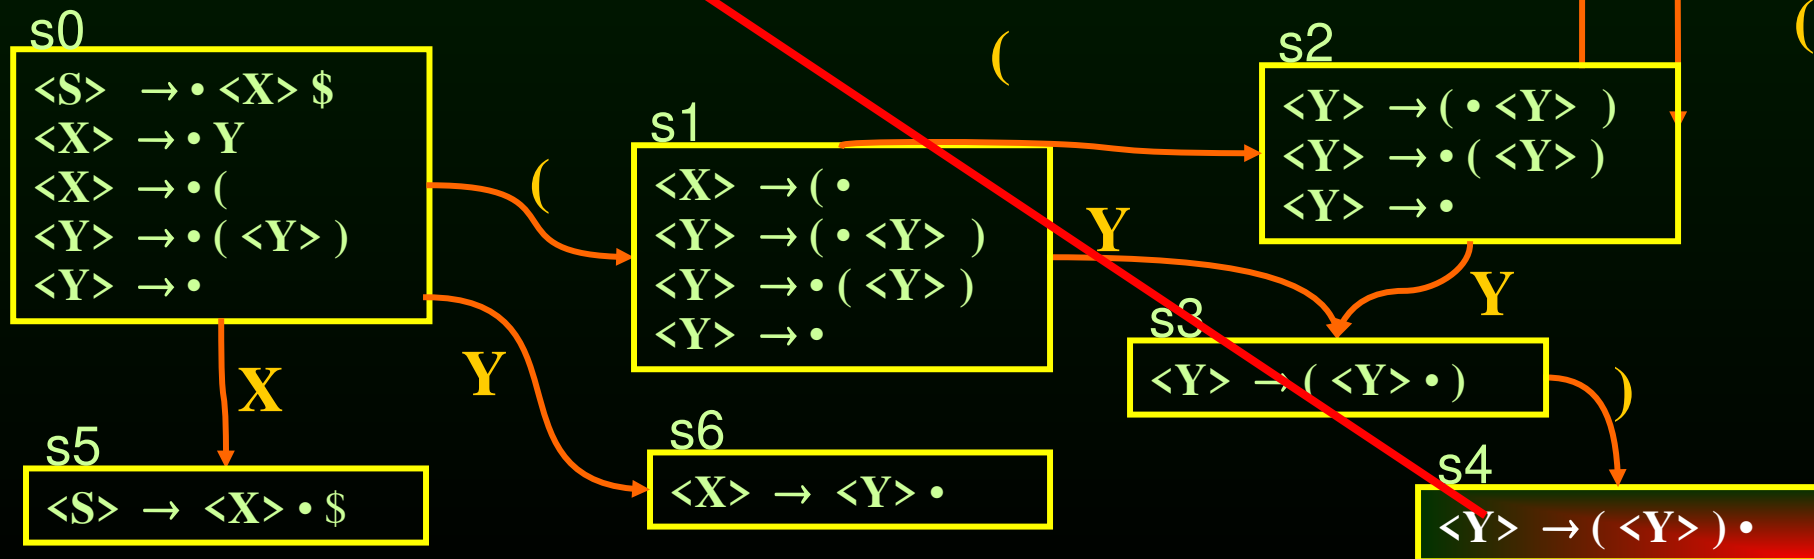 s0
<S> → • <X> $
<X> → • Y
<X> → • (
<Y> → • ( <Y> )
<Y> → •
(
s1
<X> → ( •
<Y> → ( • <Y> )
<Y> → • ( <Y> )
<Y> → •
(
s2
<Y> → ( • <Y> )
<Y> → • ( <Y> )
<Y> → •
(
Y
Y
s3
<Y> → ( <Y> • )
)
X
Y
s5
<S> → <X> • $
s6
<X> → <Y> •
s4
<Y> → ( <Y> ) •